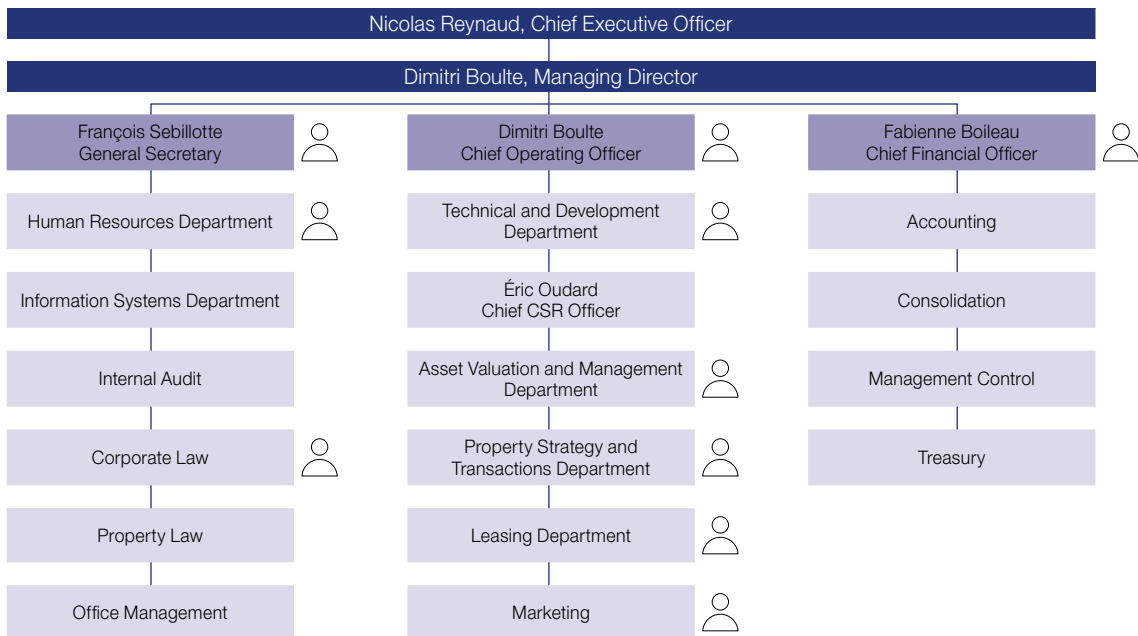 Nicolas Reynaud, Chief Executive Officer
Dimitri Boulte, Managing Director
François Sebillotte
General Secretary
Human Resources Department
Information Systems Department
Internal Audit
Corporate Law
Property Law
Office Management
Dimitri Boulte
Chief Operating Officer
Technical and Development
Department
Éric Oudard
Chief CSR Officer
Asset Valuation and Management
Department
Property Strategy and
Transactions Department
Leasing Department
Marketing
Fabienne Boileau
Chief Financial Officer
Accounting
Consolidation
Management Control
Treasury